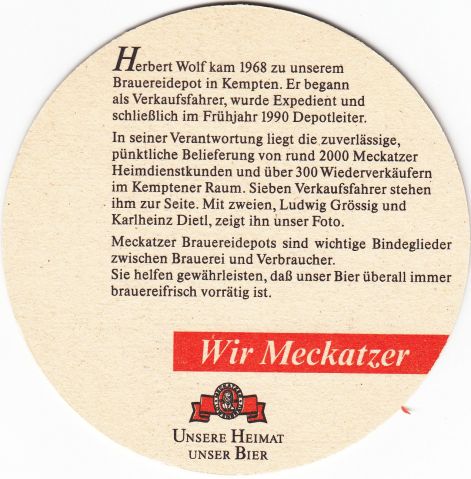 Herbert Wolf kam 1968 zu unserem
Brauereidepot in Kempten. Er begann
als Verkaufsfahrer, wurde Expedient und
schließlich im Frühjahr 1990 Depotleiter.
In seiner Verantwortung liegt die zuverlässige,
pünktliche Belieferung von rund 2000 Meckatzer
Heimdienstkunden und über 300 Wiederverkäufern
im Kemptener Raum. Sieben Verkaufsfahrer stehen
ihm zur Seite. Mit zweien, Ludwig Grössig und
Karlheinz Dietl, zeigt ihn unser Foto.
Meckatzer Brauereidepots sind wichtige Bindeglieder
zwischen Brauerei und Verbraucher.
Sie helfen gewährleisten, daß unser Bier überall immer
brauereifrisch vorrätig ist.
Wir Meckatzer
UNSERE HEIMAT
UNSER BIER